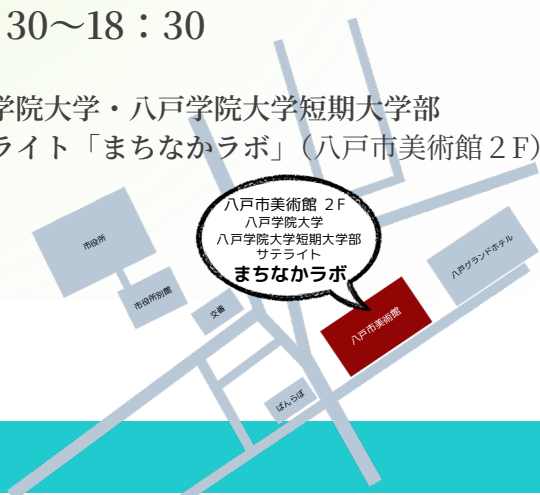 30〜18：30
学院大学・八戸学院大学短期大学部
ライト「まちなかラボ」（八戸市美術館２F）
八戸市美術館 2F
八戸学院大学
八戸学院大学短期大学部
サテライト
まちなかラボ
市役所
市役所別館
交番
八戸市美術館
八戸グランドホテル
ばんらぼ